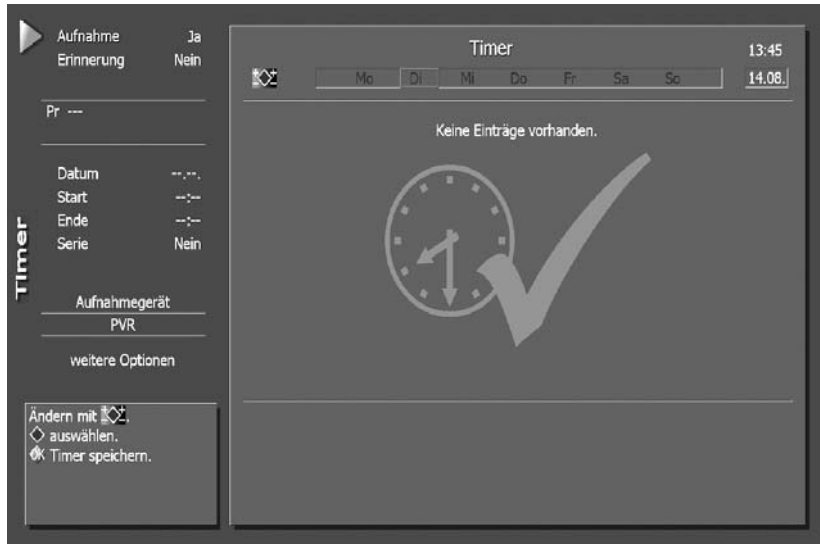 Aufnahme Ja
Erinnerung Nein
Pr ---
Datum --.--.
Start --:--
Ende --:--
Serie Nein
Timer
Aufnahmegerät
PVR
weitere Optionen
Ändern mit ± ±.
auswählen.
OK Timer speichern.
Timer
13:45
± ± Mo Di Mi Do Fr Sa So 14.08.
Keine Einträge vorhanden.